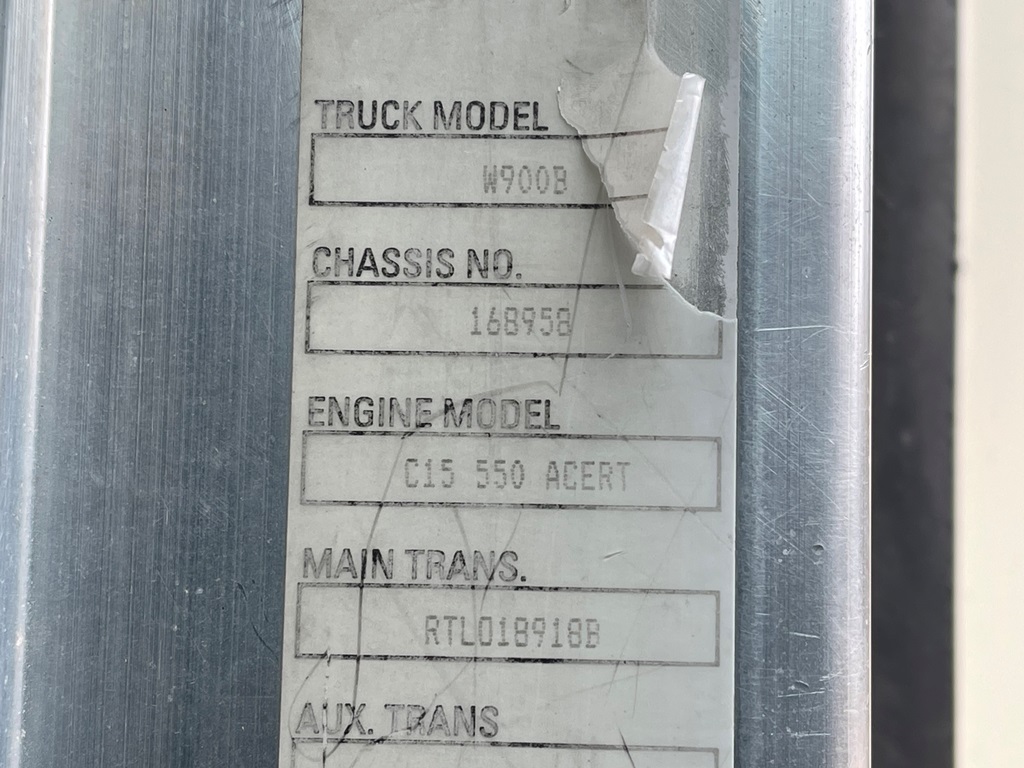 TRUCK MODEL
W900B
CHASSIS NO.
168958
ENGINE MODEL
C15 550 ACERT
MAIN TRANS.
RTLO18918B
AUX. TRANS